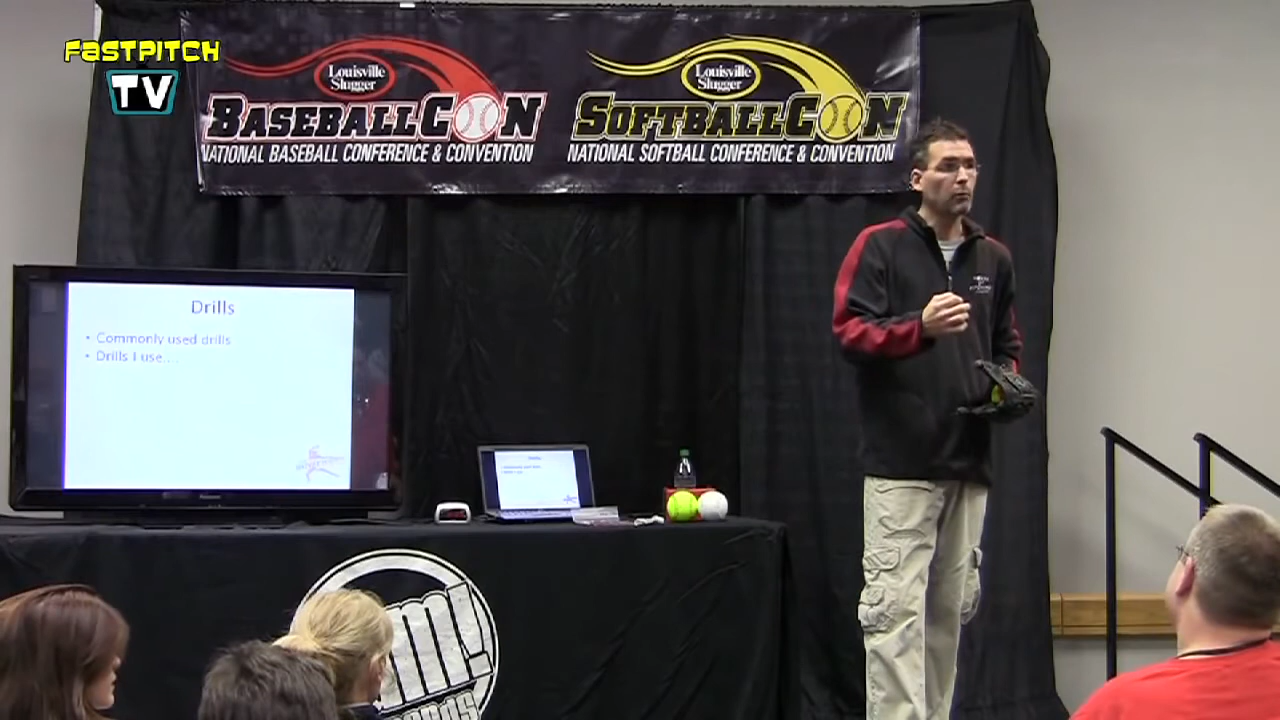 FASTPITCH
TV
Louisville
Slugger
BASEBALLCON
NATIONAL BASEBALL CONFERENCE & CONVENTION
Louisville
Slugger
SOFTBALLCON
NATIONAL SOFTBALL CONFERENCE & CONVENTION
Drills
• Commonly used drills
• Drills I use....